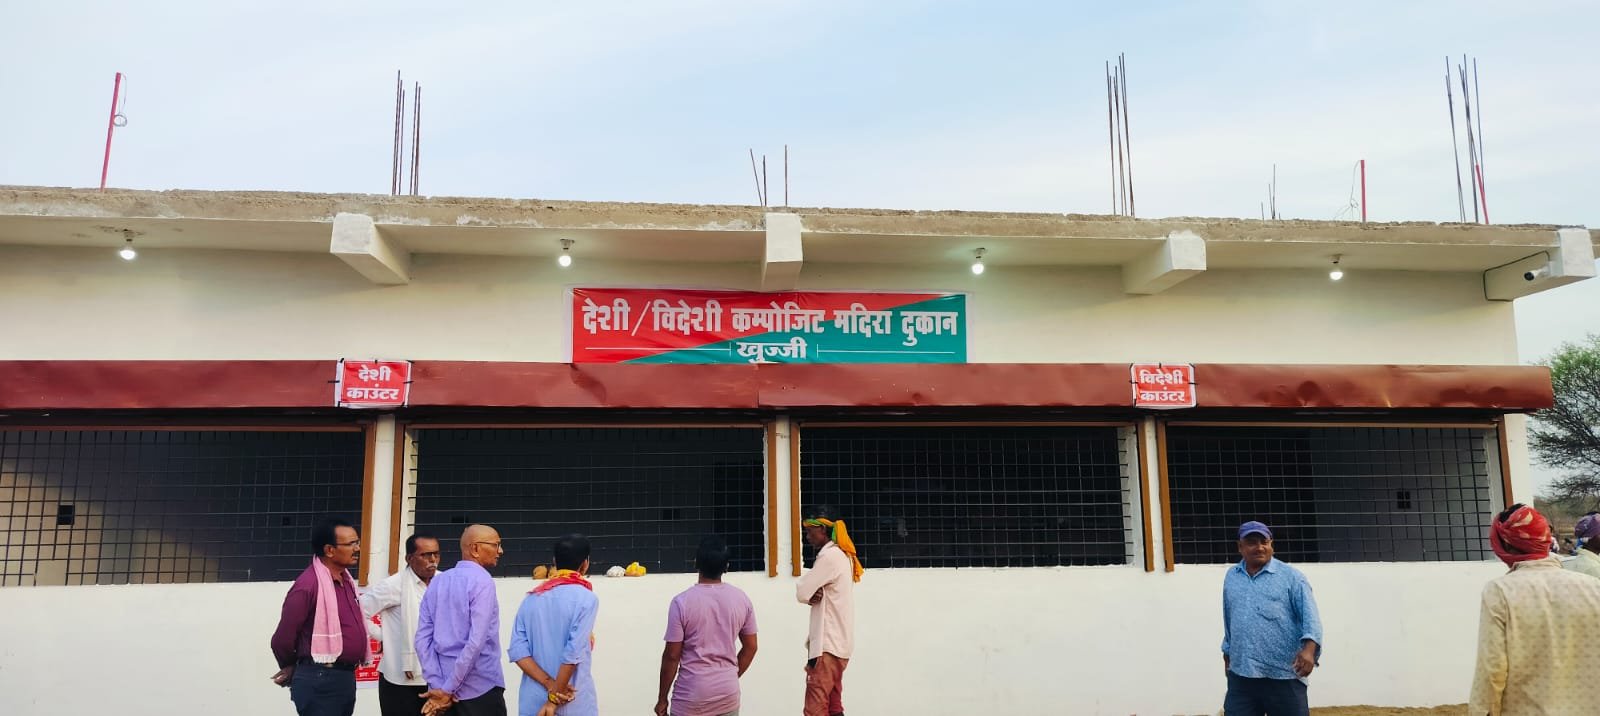 देशी/विदेशी कम्पोजिट मदिरा दुकान
खुज्जी
देशी
काउंटर
विदेशी
काउंटर